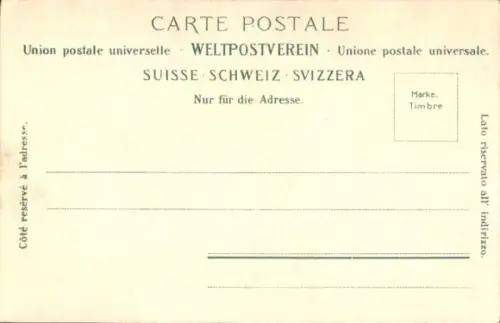 CARTE POSTALE
Union postale universelle · WELTPOSTVEREIN · Unione postale universale.
SUISSE · SCHWEIZ · SVIZZERA
Nur für die Adresse.
Marke.
Timbre
Côté resérvé à l'adresse.
Lato riservato all' indirizzo.